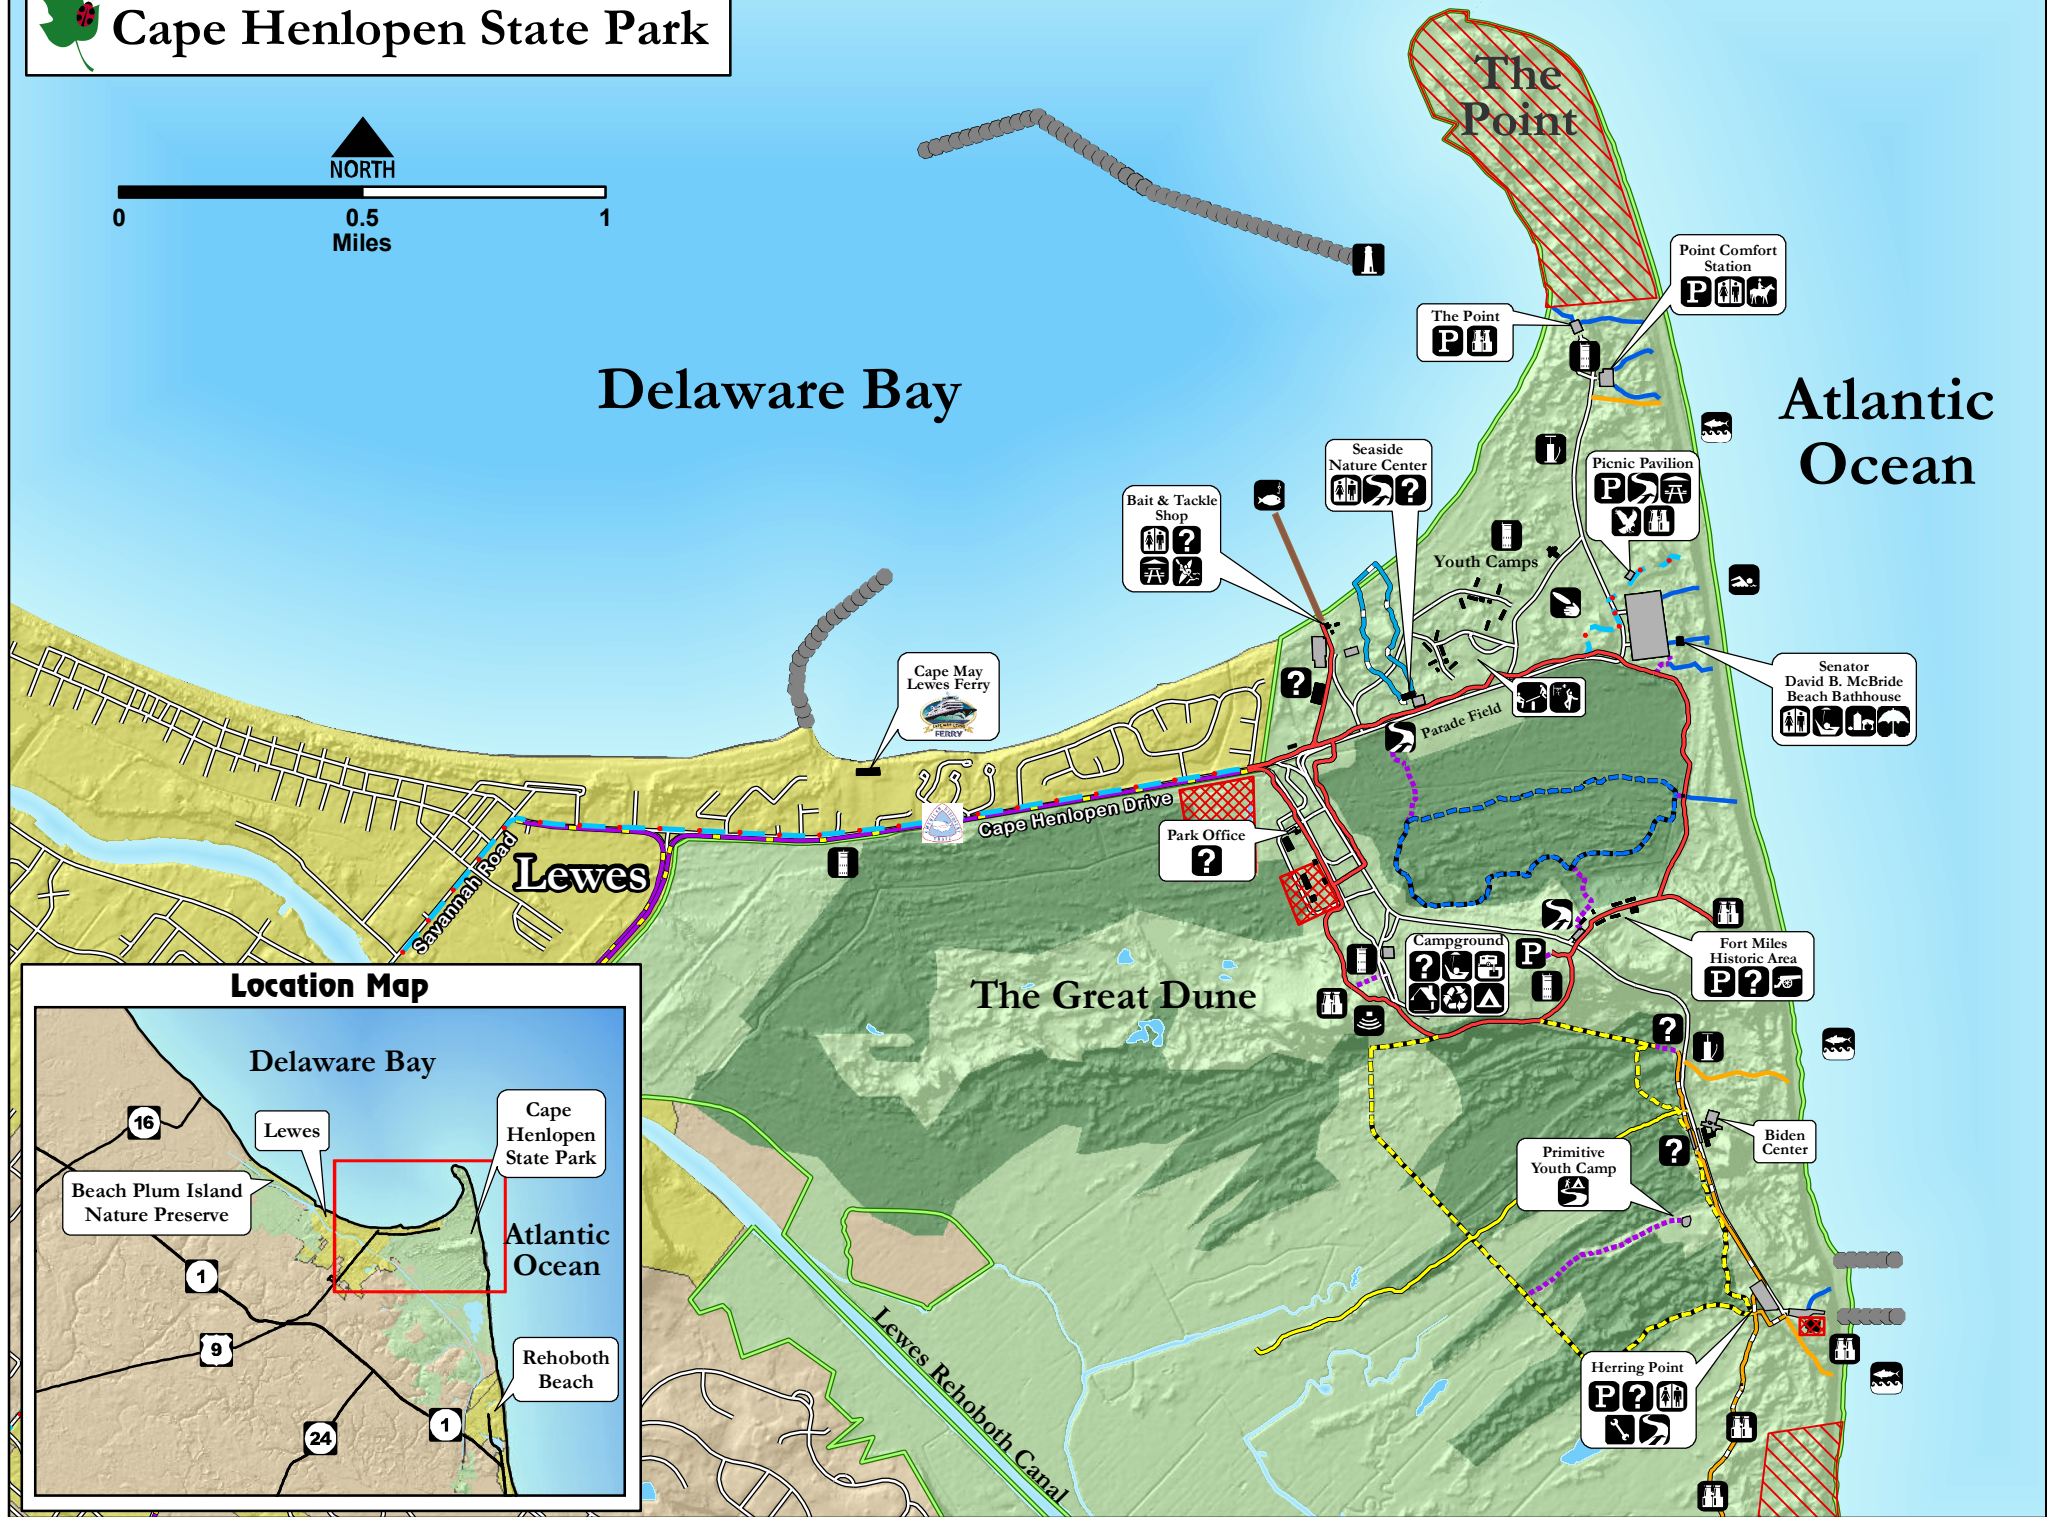 Cape Henlopen State Park
NORTH
0
0.5
1
Miles
The
Point
Point Comfort
Station
P
The Point
P
Delaware Bay
Atlantic
Ocean
Seaside
Nature Center
?
Picnic Pavilion
P
Bait & Tackle
Shop
?
Youth Camps
Cape May
Lewes Ferry
FERRY
?
Senator
David B. McBride
Beach Bathhouse
Parade Field
Cape Henlopen Drive
Park Office
?
Savannah Road
Lewes
Campground
?
P
Fort Miles
Historic Area
P ?
The Great Dune
?
Biden
Center
?
Primitive
Youth Camp
Herring Point
P ?
Lewes Rehoboth Canal
Location Map
Delaware Bay
16
Lewes
Cape
Henlopen
State Park
Beach Plum Island
Nature Preserve
Atlantic
Ocean
1
9
Rehoboth
Beach
24
1